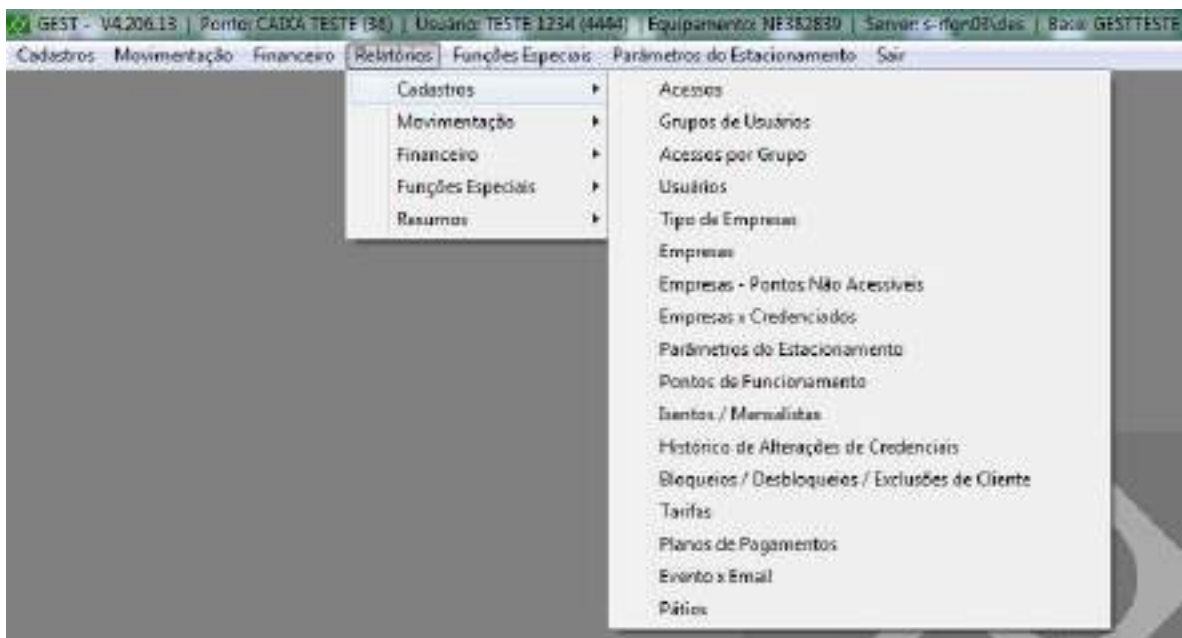 GEST - V4.206.13 | Ponto: CAIXA TESTE (38) | Usuário: TESTE 1234 (4444) | Equipamento: NE382839 | Server: | Base: GESTTESTE
Cadastros Movimentação Financeiro Relatórios Funções Especiais Parâmetros do Estacionamento Sair
Cadastros
Movimentação
Financeiro
Funções Especiais
Resumos
Acessos
Grupos de Usuários
Acessos por Grupo
Usuários
Tipo de Empresas
Empresas
Empresas - Pontos Não Acessíveis
Empresas x Credenciados
Parâmetros do Estacionamento
Pontos de Funcionamento
Isentos / Mensalistas
Histórico de Alterações de Credenciais
Bloqueios / Desbloqueios / Exclusões de Cliente
Tarifas
Planos de Pagamentos
Evento x Email
Pátios